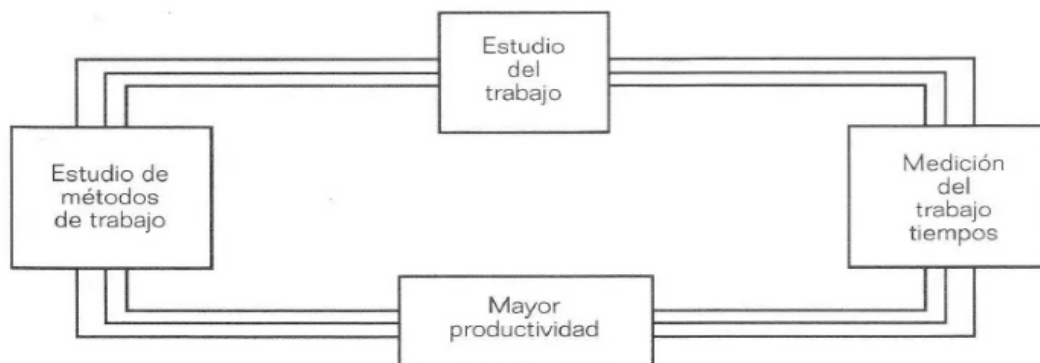 Estudio
del
trabajo
Estudio de
métodos
de trabajo
Medición
del
trabajo
tiempos
Mayor
productividad